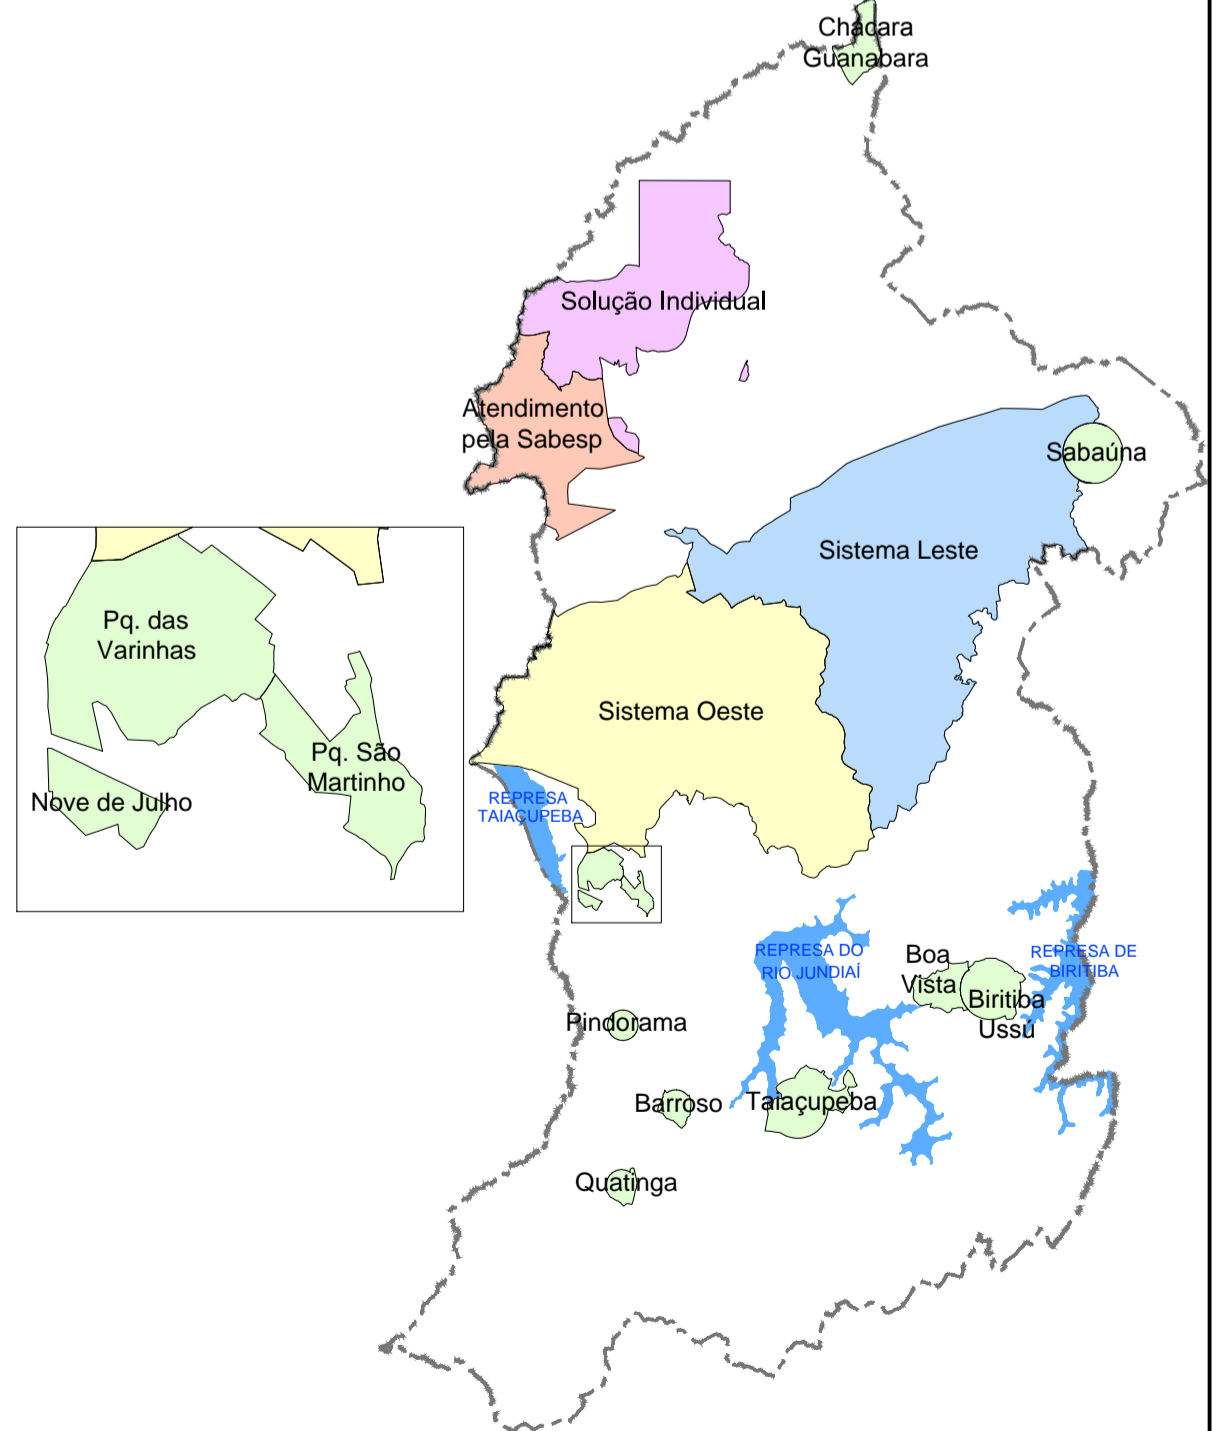 Chácara
Guanabara
Solução Individual
Atendimento
pela Sabesp
Sabaúna
Sistema Leste
Pq. das
Varinhas
Sistema Oeste
Pq. São
Martinho
Nove de Julho
REPRESA
TAIAÇUPEBA
REPRESA DO
RIO JUNDIAÍ
Boa
Vista
REPRESA DE
BIRITIBA
Biritiba
Ussú
Pindorama
Barroso
Taiaçupeba
Quatinga